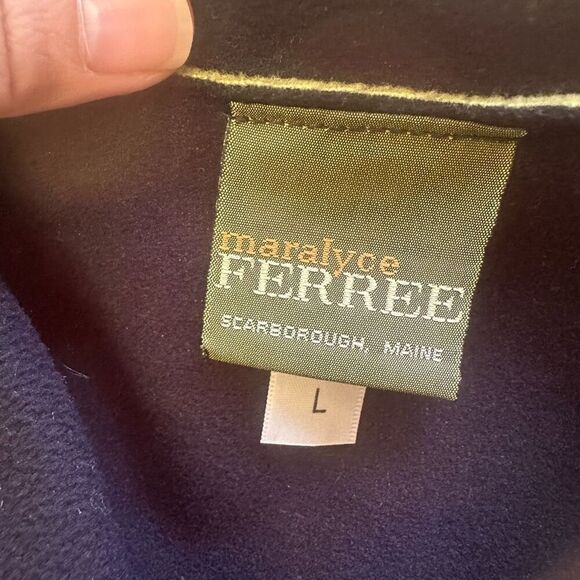 maralyce
FERREE
SCARBOROUGH, MAINE
L